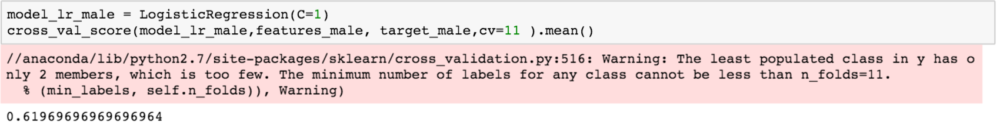 model_lr_male = LogisticRegression(C=1)
cross_val_score(model_lr_male,features_male, target_male,cv=11 ).mean()
//anaconda/lib/python2.7/site-packages/sklearn/cross_validation.py:516: Warning: The least populated class in y has o
nly 2 members, which is too few. The minimum number of labels for any class cannot be less than n_folds=11.
  % (min_labels, self.n_folds)), Warning)
0.61969696969696964